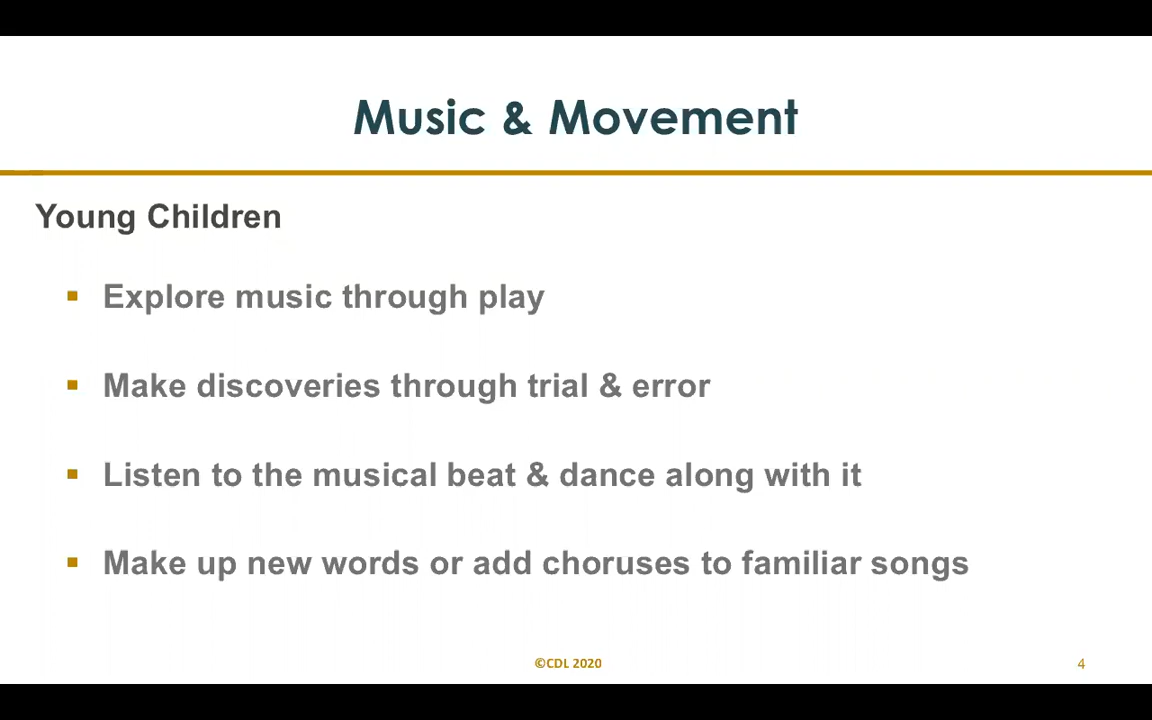 Music & Movement
Young Children
▪ Explore music through play
▪ Make discoveries through trial & error
▪ Listen to the musical beat & dance along with it
▪ Make up new words or add choruses to familiar songs
©CDL 2020
4